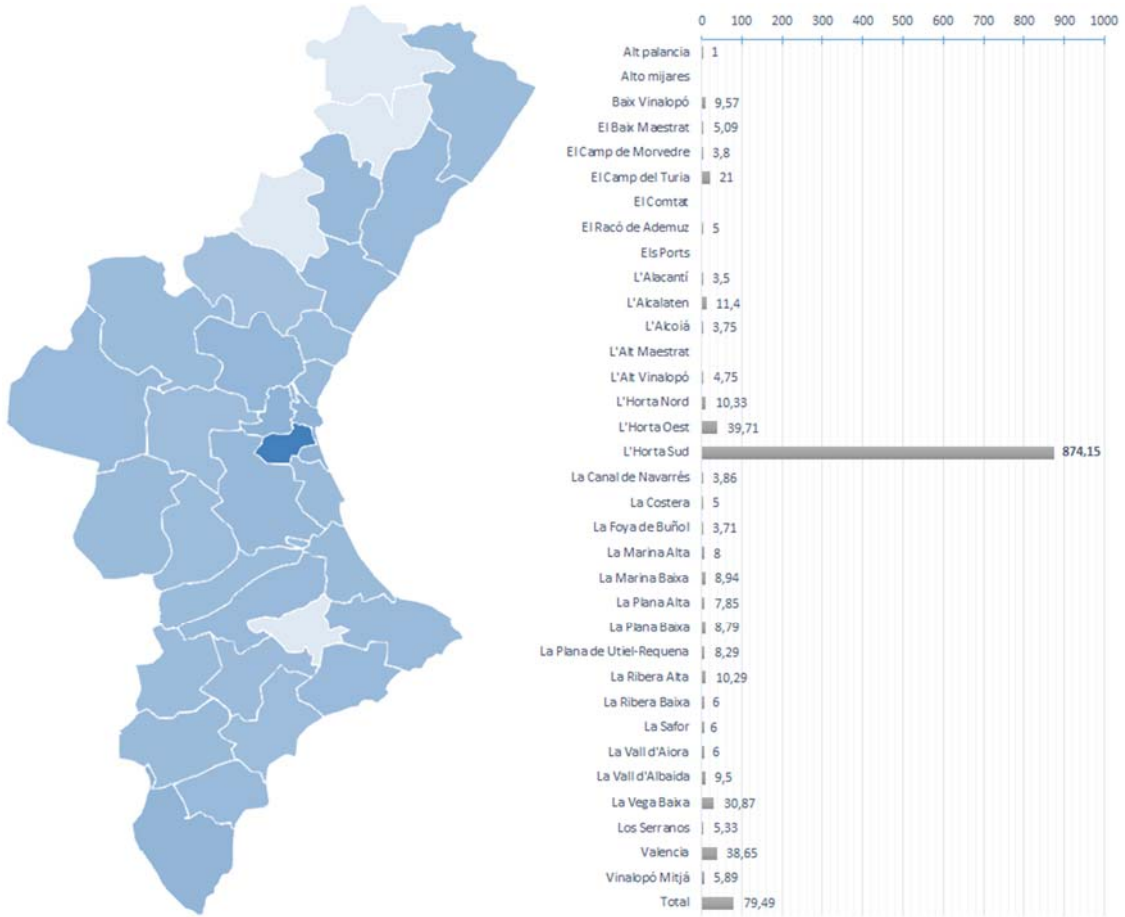 0 100 200 300 400 500 600 700 800 900 1000
Alt palancia 1
Alto mijares
Baix Vinalopó 9,57
El Baix Maestrat 5,09
El Camp de Morvedre 3,8
El Camp del Turia 21
El Comtat
El Racó de Ademuz 5
Els Ports
L'Alacantí 3,5
L'Alcalaten 11,4
L'Alcoiá 3,75
L'Alt Maestrat
L'Alt Vinalopó 4,75
L'Horta Nord 10,33
L'Horta Oest 39,71
L'Horta Sud 874,15
La Canal de Navarrés 3,86
La Costera 5
La Foya de Buñol 3,71
La Marina Alta 8
La Marina Baixa 8,94
La Plana Alta 7,85
La Plana Baixa 8,79
La Plana de Utiel-Requena 8,29
La Ribera Alta 10,29
La Ribera Baixa 6
La Safor 6
La Vall d'Aiora 6
La Vall d'Albaida 9,5
La Vega Baixa 30,87
Los Serranos 5,33
Valencia 38,65
Vinalopó Mitjá 5,89
Total 79,49